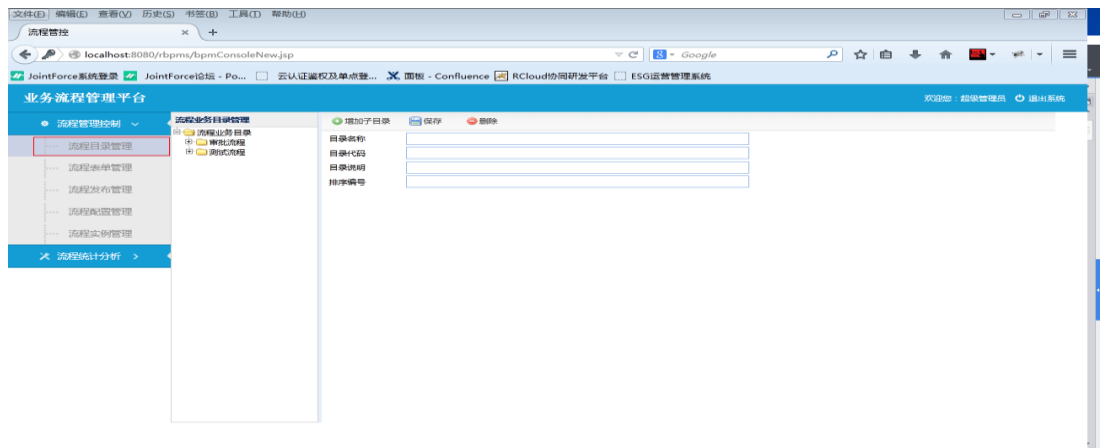 文件(F) 编辑(E) 查看(V) 历史(S) 书签(B) 工具(T) 帮助(H)
流程管控 × +
localhost:8080/rbpms/bpmConsoleNew.jsp
8 - Google
JointForce系统登录 JointForce论坛 - Po... 云认证鉴权及单点登... 面板 - Confluence RCloud协同研发平台 ESG运营管理系统
业务流程管理平台
欢迎您：超级管理员 退出系统
流程管理控制
流程目录管理
流程表单管理
流程发布管理
流程配置管理
流程实例管理
流程统计分析 >
流程业务目录管理
流程业务目录
审批流程
测试流程
增加子目录 保存 删除
目录名称
目录代码
目录说明
排序编号